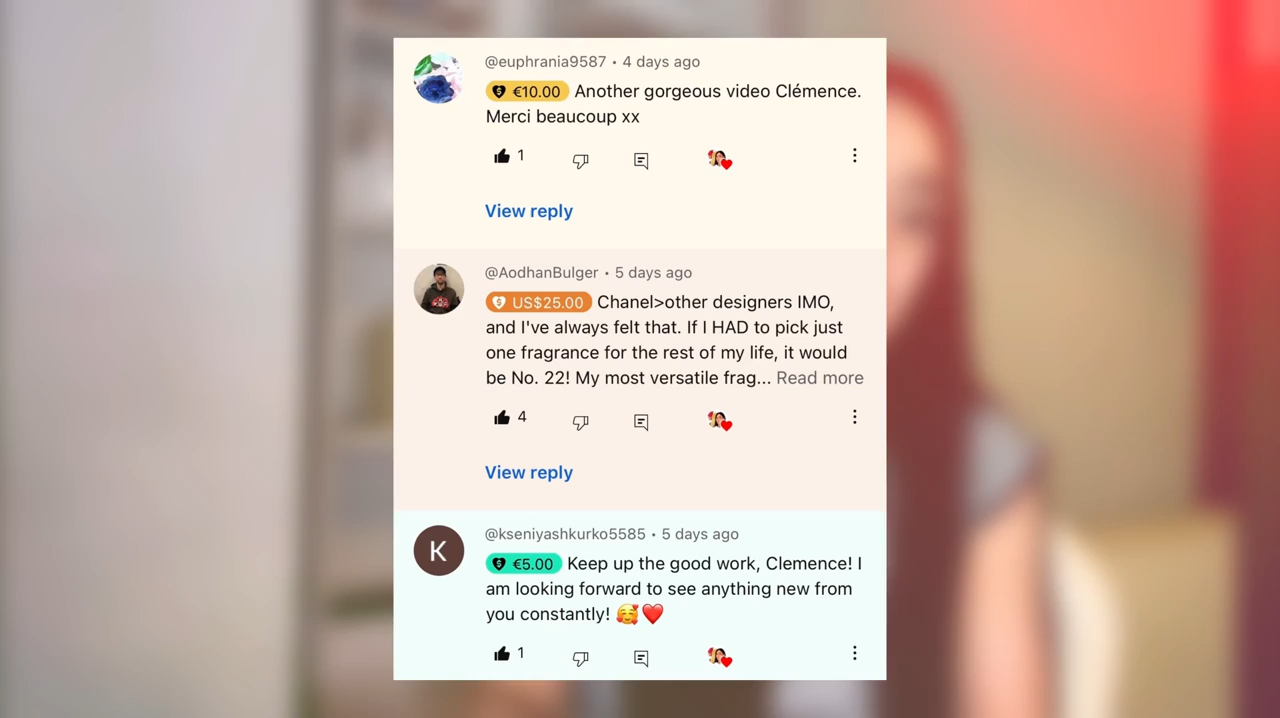 @euphrania9587 • 4 days ago
€10.00 Another gorgeous video Clémence.
Merci beaucoup xx
1
View reply
@AodhanBulger • 5 days ago
US$25.00 Chanel>other designers IMO,
and I've always felt that. If I HAD to pick just
one fragrance for the rest of my life, it would
be No. 22! My most versatile frag... Read more
4
View reply
K
@kseniyashkurko5585 • 5 days ago
€5.00 Keep up the good work, Clemence! I
am looking forward to see anything new from
you constantly! 🥰❤️
1